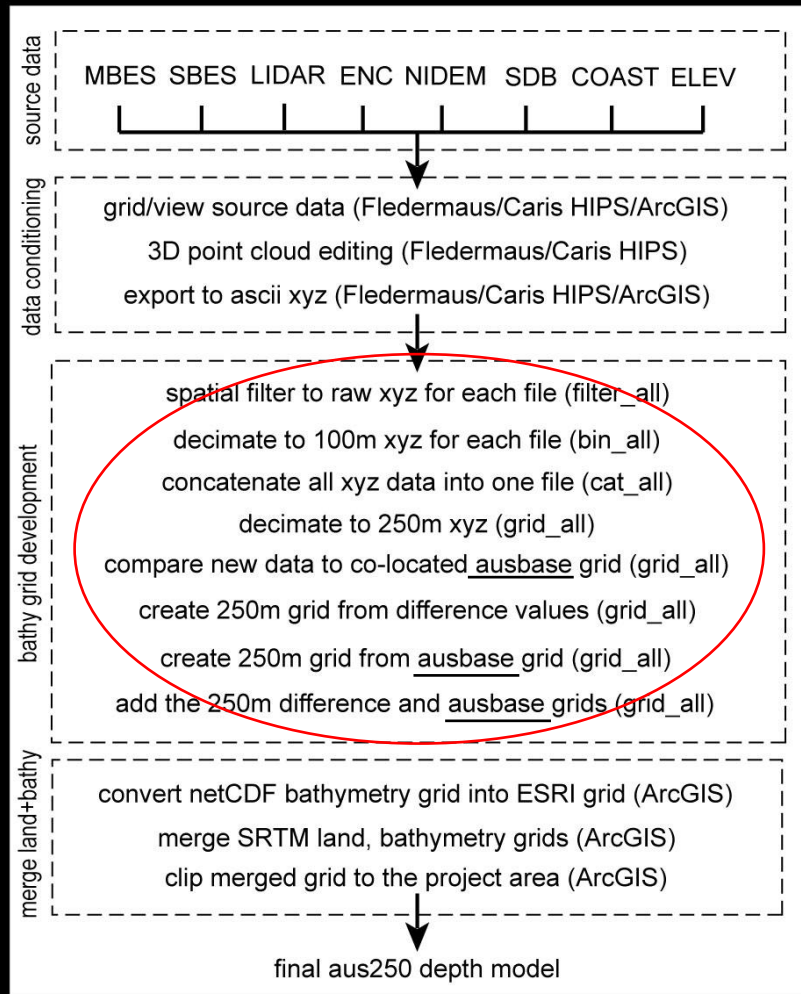 source data
MBES SBES LIDAR ENC NIDEM SDB COAST ELEV
data conditioning
grid/view source data (Fledermaus/Caris HIPS/ArcGIS)
3D point cloud editing (Fledermaus/Caris HIPS)
export to ascii xyz (Fledermaus/Caris HIPS/ArcGIS)
bathy grid development
spatial filter to raw xyz for each file (filter_all)
decimate to 100m xyz for each file (bin_all)
concatenate all xyz data into one file (cat_all)
decimate to 250m xyz (grid_all)
compare new data to co-located ausbase grid (grid_all)
create 250m grid from difference values (grid_all)
create 250m grid from ausbase grid (grid_all)
add the 250m difference and ausbase grids (grid_all)
merge land+bathy
convert netCDF bathymetry grid into ESRI grid (ArcGIS)
merge SRTM land, bathymetry grids (ArcGIS)
clip merged grid to the project area (ArcGIS)
final aus250 depth model